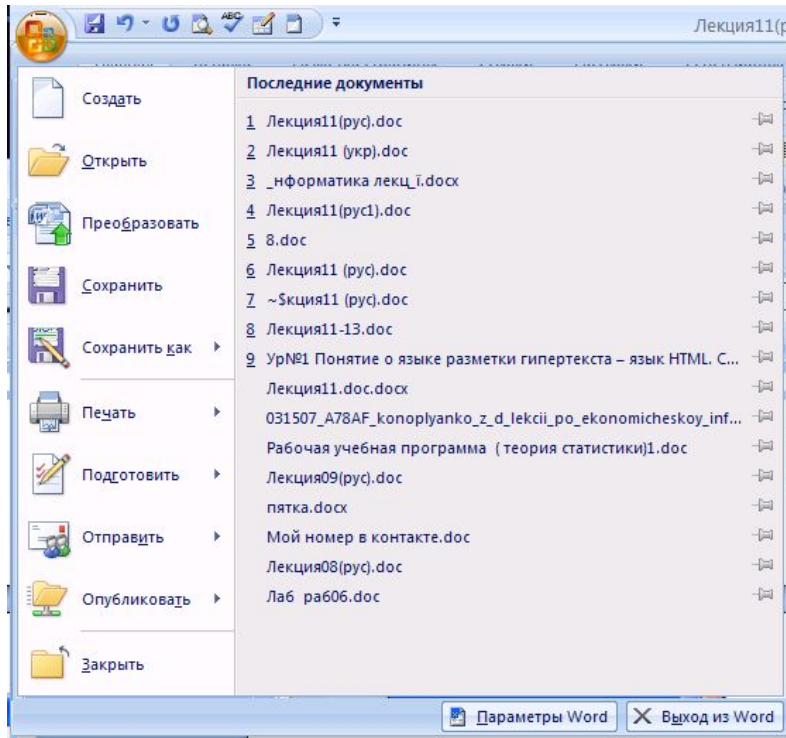 ABC
Лекция11(р
Создать
Открыть
Преобразовать
Сохранить
Сохранить как
Печать
Подготовить
Отправить
Опубликовать
Закрыть
Последние документы
1 Лекция11(рус).doc
2 Лекция11 (укр).doc
3 _нформатика лекц_ї.docx
4 Лекция11(рус1).doc
5 8.doc
6 Лекция11 (рус).doc
7 ~$кция11 (рус).doc
8 Лекция11-13.doc
9 Ур№1 Понятие о языке разметки гипертекста – язык HTML. С...
Лекция11.doc.docx
031507_A78AF_konoplyanko_z_d_lekcii_po_ekonomicheskoy_inf...
Рабочая учебная программа ( теория статистики)1.doc
Лекция09(рус).doc
пятка.docx
Мой номер в контакте.doc
Лекция08(рус).doc
Лаб раб06.doc
Параметры Word
Выход из Word